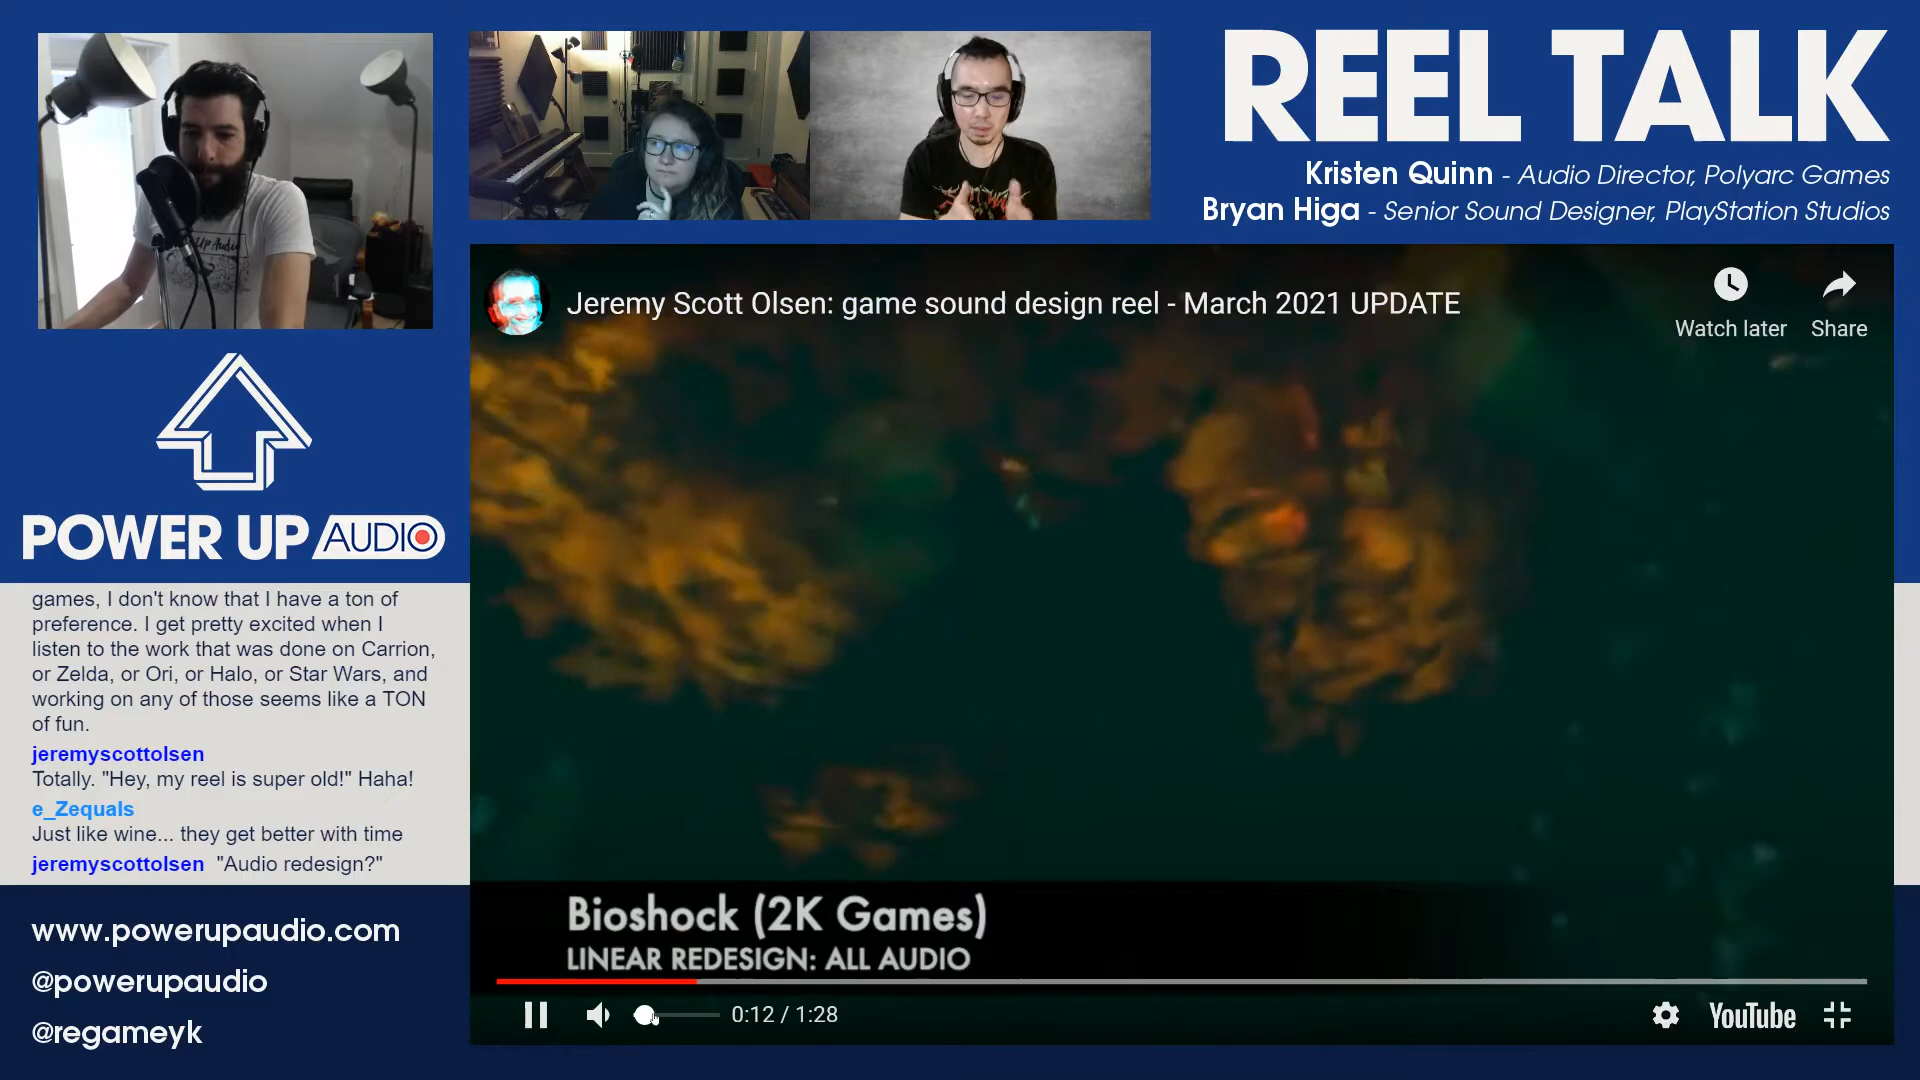 REEL TALK
Kristen Quinn - Audio Director, Polyarc Games
Bryan Higa - Senior Sound Designer, PlayStation Studios
Jeremy Scott Olsen: game sound design reel - March 2021 UPDATE
Watch later
Share
Up Audio
POWER UP AUDIO
games, I don't know that I have a ton of
preference. I get pretty excited when I
listen to the work that was done on Carrion,
or Zelda, or Ori, or Halo, or Star Wars, and
working on any of those seems like a TON
of fun.
jeremyscottolsen
Totally. "Hey, my reel is super old!" Haha!
e_Zequals
Just like wine... they get better with time
jeremyscottolsen "Audio redesign?"
www.powerupaudio.com
@powerupaudio
@regameyk
Bioshock (2K Games)
LINEAR REDESIGN: ALL AUDIO
0:12 / 1:28
YouTube